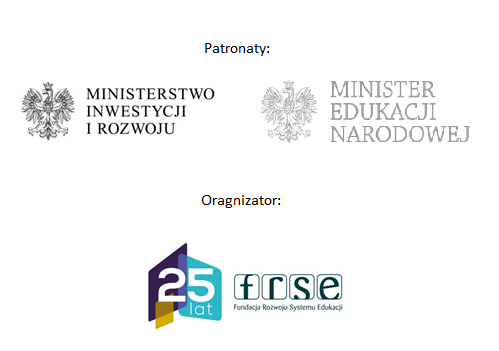 Patronaty:
MINISTERSTWO
INWESTYCJI
I ROZWOJU
MINISTER
EDUKACJI
NARODOWEJ
Oragnizator:
25
lat
frse
Fundacja Rozwoju Systemu Edukacji